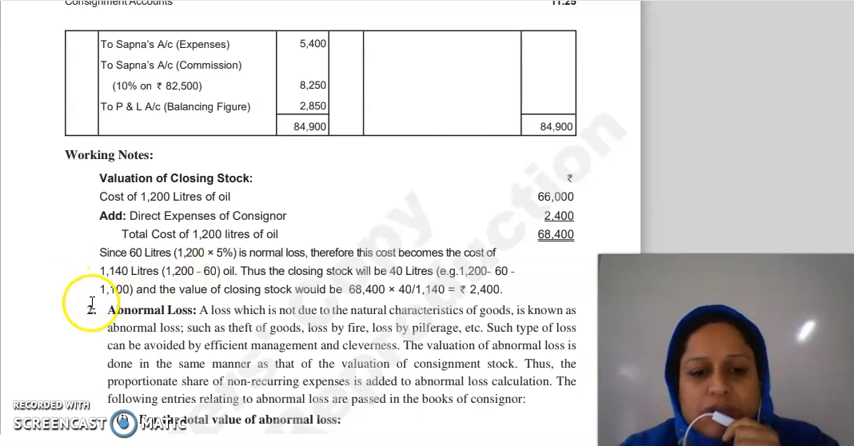 Consignment Accounts 11.25
To Sapna's A/c (Expenses) 5,400
To Sapna's A/c (Commission)
(10% on ₹ 82,500) 8,250
To P & L A/c (Balancing Figure) 2,850
84,900 84,900
Working Notes:
Valuation of Closing Stock: ₹
Cost of 1,200 Litres of oil 66,000
Add: Direct Expenses of Consignor 2,400
Total Cost of 1,200 litres of oil 68,400
Since 60 Litres (1,200 × 5%) is normal loss, therefore this cost becomes the cost of
1,140 Litres (1,200 - 60) oil. Thus the closing stock will be 40 Litres (e.g.1,200- 60 -
1,100) and the value of closing stock would be 68,400 × 40/1,140 = ₹ 2,400.
2. Abnormal Loss: A loss which is not due to the natural characteristics of goods, is known as
abnormal loss; such as theft of goods, loss by fire, loss by pilferage, etc. Such type of loss
can be avoided by efficient management and cleverness. The valuation of abnormal loss is
done in the same manner as that of the valuation of consignment stock. Thus, the
proportionate share of non-recurring expenses is added to abnormal loss calculation. The
following entries relating to abnormal loss are passed in the books of consignor:
For the total value of abnormal loss:
RECORDED WITH
SCREENCAST MATIC